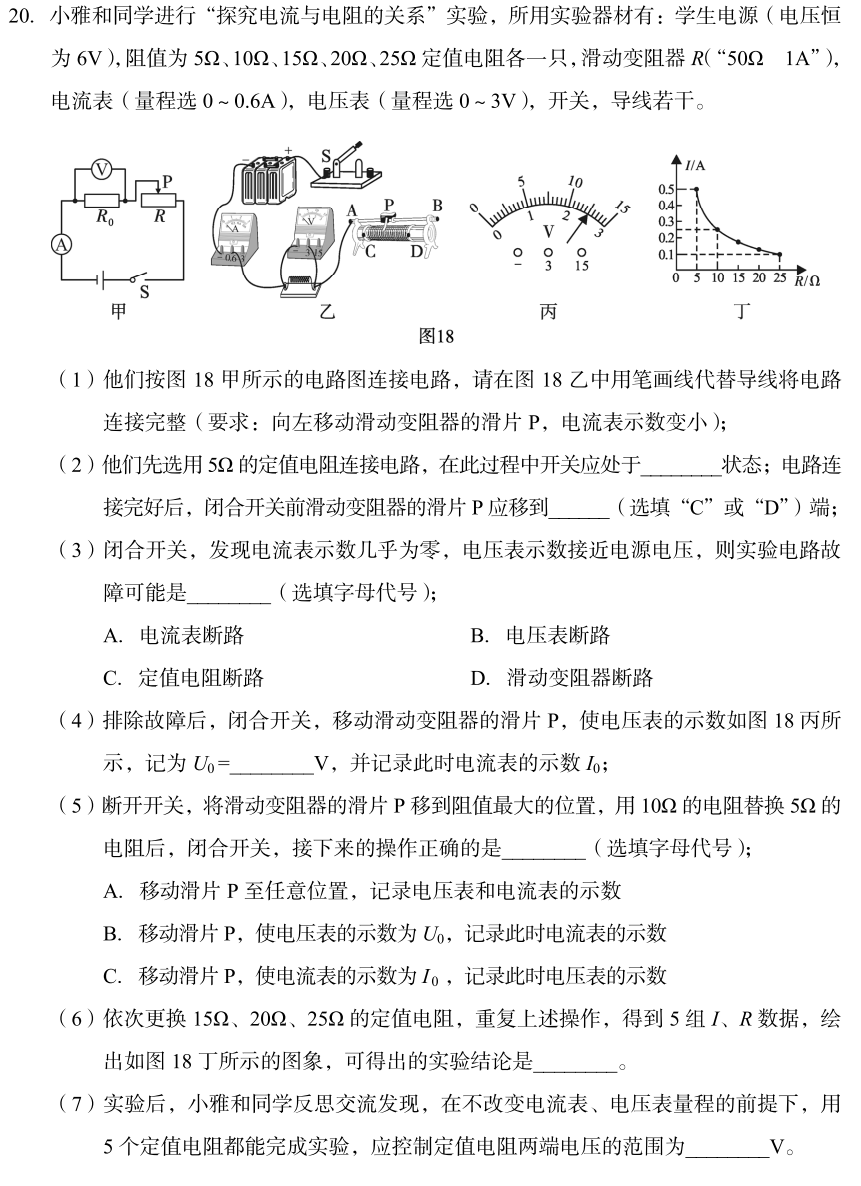 20. 小雅和同学进行“探究电流与电阻的关系”实验，所用实验器材有：学生电源（电压恒
为 6V），阻值为 5Ω、10Ω、15Ω、20Ω、25Ω 定值电阻各一只，滑动变阻器 R(“50Ω 1A”)，
电流表（量程选 0 ~ 0.6A），电压表（量程选 0 ~ 3V），开关，导线若干。
V
P
R₀
R
A
S
甲
− +
S
A
V
− 0.6 3
− 3 15
A P B
C D
乙
0 5 10 15
0 1 2 3
V
− 3 15
丙
I/A
0.5
0.4
0.3
0.2
0.1
0 5 10 15 20 25 R/Ω
丁
图18
（1）他们按图 18 甲所示的电路图连接电路，请在图 18 乙中用笔画线代替导线将电路
连接完整（要求：向左移动滑动变阻器的滑片 P，电流表示数变小）；
（2）他们先选用 5Ω 的定值电阻连接电路，在此过程中开关应处于________状态；电路连
接完好后，闭合开关前滑动变阻器的滑片 P 应移到______（选填“C”或“D”）端；
（3）闭合开关，发现电流表示数几乎为零，电压表示数接近电源电压，则实验电路故
障可能是________（选填字母代号）；
A. 电流表断路 B. 电压表断路
C. 定值电阻断路 D. 滑动变阻器断路
（4）排除故障后，闭合开关，移动滑动变阻器的滑片 P，使电压表的示数如图 18 丙所
示，记为 U₀ =________V，并记录此时电流表的示数 I₀；
（5）断开开关，将滑动变阻器的滑片 P 移到阻值最大的位置，用 10Ω 的电阻替换 5Ω 的
电阻后，闭合开关，接下来的操作正确的是________（选填字母代号）；
A. 移动滑片 P 至任意位置，记录电压表和电流表的示数
B. 移动滑片 P，使电压表的示数为 U₀，记录此时电流表的示数
C. 移动滑片 P，使电流表的示数为 I₀ ，记录此时电压表的示数
（6）依次更换 15Ω、20Ω、25Ω 的定值电阻，重复上述操作，得到 5 组 I、R 数据，绘
出如图 18 丁所示的图象，可得出的实验结论是________。
（7）实验后，小雅和同学反思交流发现，在不改变电流表、电压表量程的前提下，用
5 个定值电阻都能完成实验，应控制定值电阻两端电压的范围为________V。